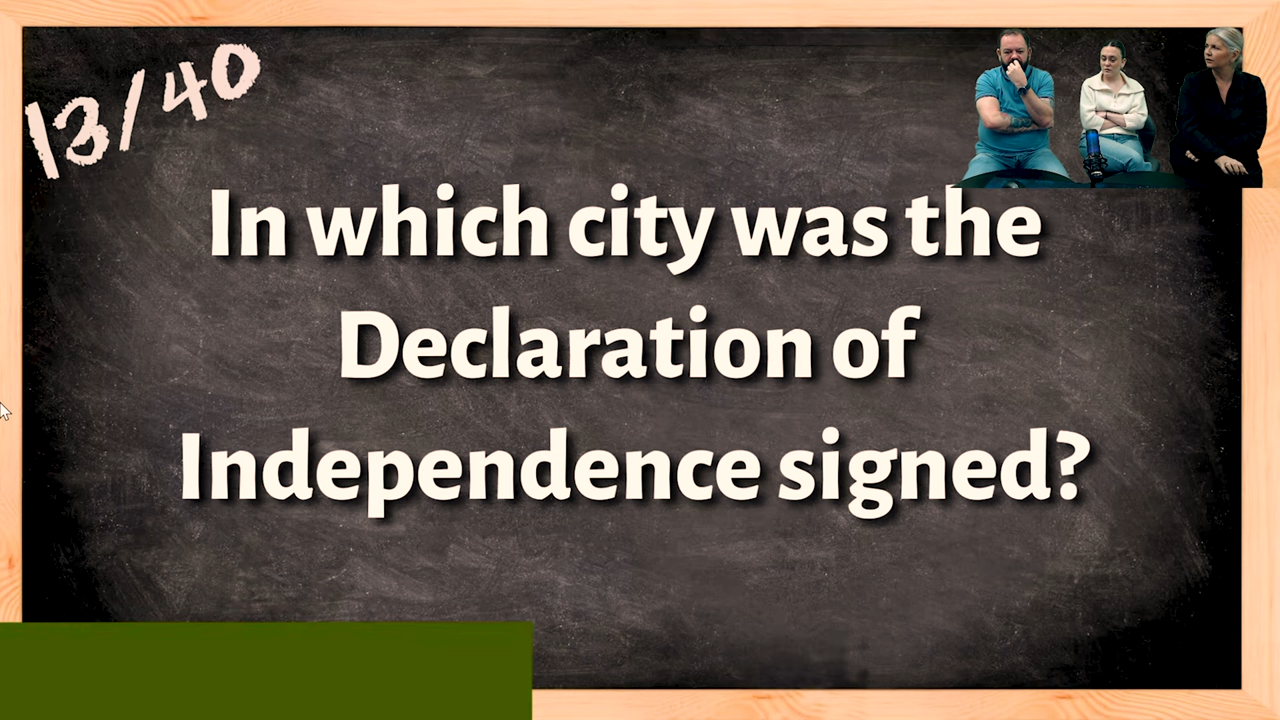 13/40
In which city was the
Declaration of
Independence signed?